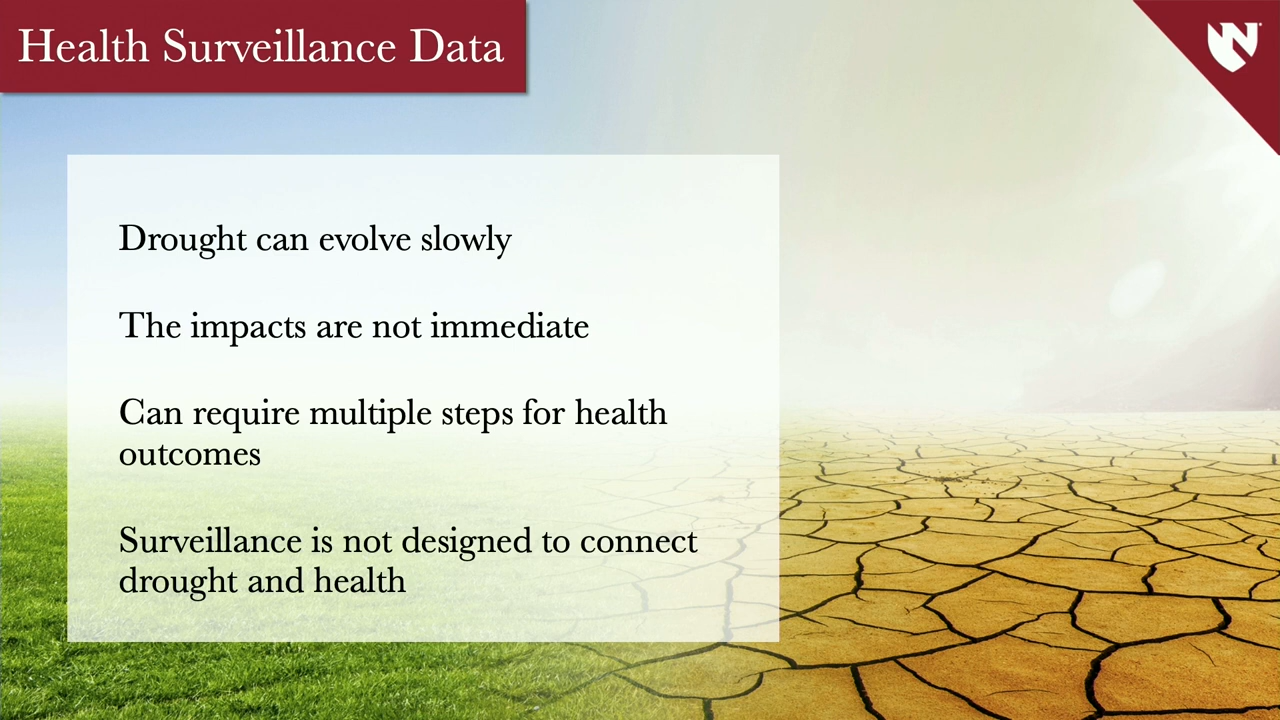 Health Surveillance Data
Drought can evolve slowly
The impacts are not immediate
Can require multiple steps for health
outcomes
Surveillance is not designed to connect
drought and health